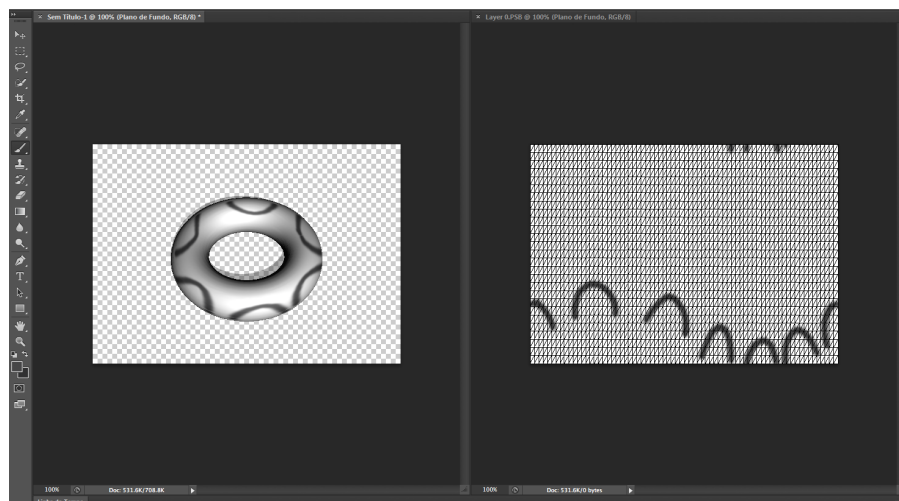 Sem Título-1 @ 100% (Plano de Fundo, RGB/8) *
Layer 0.PSB @ 100% (Plano de Fundo, RGB/8)
100%
Doc: 531.6K/708.8K
100%
Doc: 531.6K/0 bytes